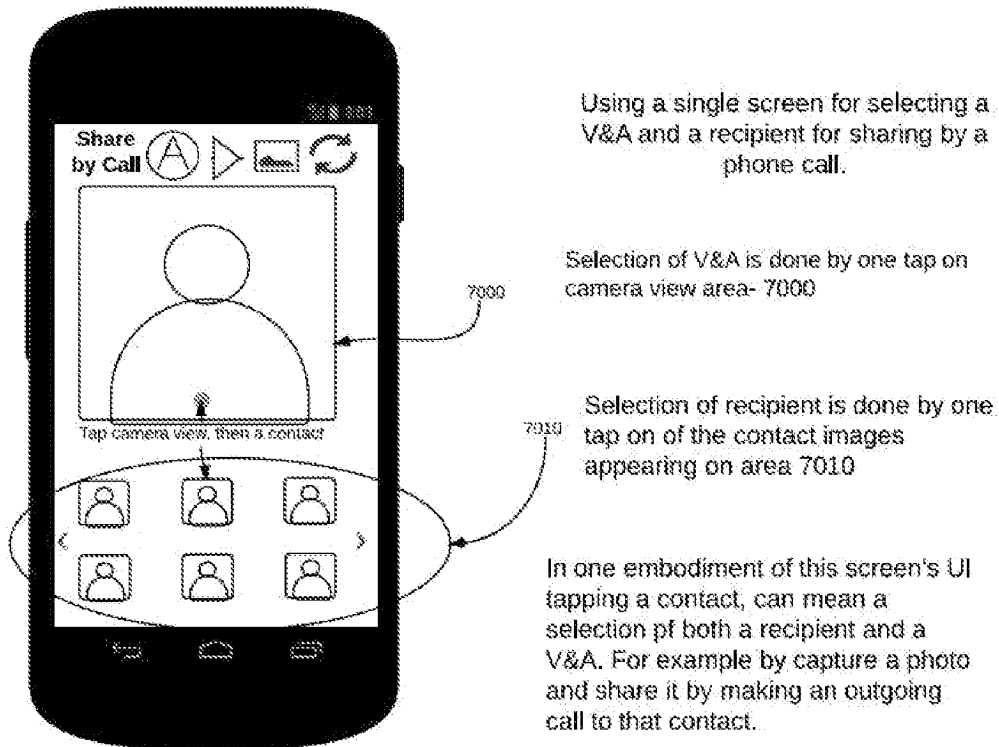 Share
by Call
A
Tap camera view, then a contact
Using a single screen for selecting a
V&A and a recipient for sharing by a
phone call.
7000
Selection of V&A is done by one tap on
camera view area- 7000
7010
Selection of recipient is done by one
tap on of the contact images
appearing on area 7010
In one embodiment of this screen's UI
tapping a contact, can mean a
selection pf both a recipient and a
V&A. For example by capture a photo
and share it by making an outgoing
call to that contact.